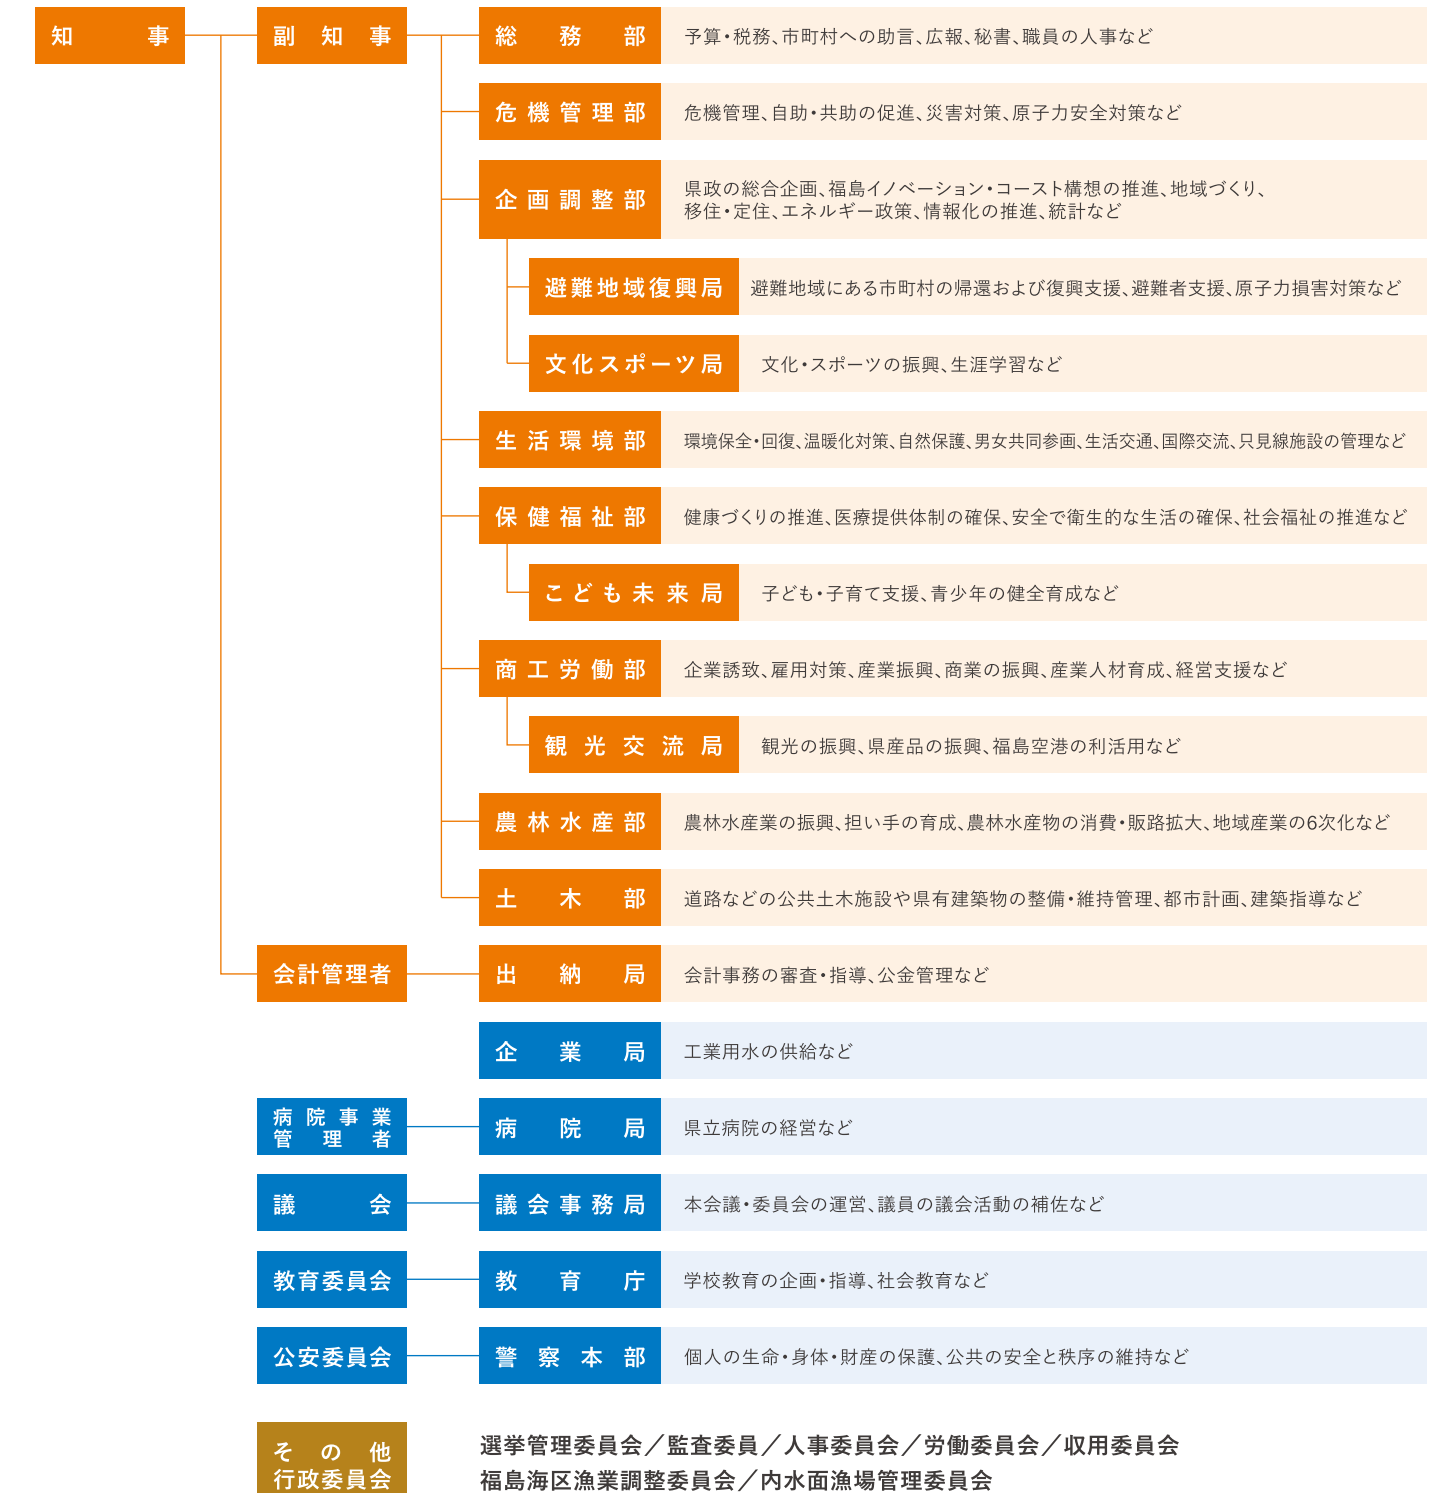 知事 副知事 総務部 予算・税務、市町村への助言、広報、秘書、職員の人事など
危機管理部 危機管理、自助・共助の促進、災害対策、原子力安全対策など
企画調整部 県政の総合企画、福島イノベーション・コースト構想の推進、地域づくり、
移住・定住、エネルギー政策、情報化の推進、統計など
避難地域復興局 避難地域にある市町村の帰還および復興支援、避難者支援、原子力損害対策など
文化スポーツ局 文化・スポーツの振興、生涯学習など
生活環境部 環境保全・回復、温暖化対策、自然保護、男女共同参画、生活交通、国際交流、只見線施設の管理など
保健福祉部 健康づくりの推進、医療提供体制の確保、安全で衛生的な生活の確保、社会福祉の推進など
こども未来局 子ども・子育て支援、青少年の健全育成など
商工労働部 企業誘致、雇用対策、産業振興、商業の振興、産業人材育成、経営支援など
観光交流局 観光の振興、県産品の振興、福島空港の利活用など
農林水産部 農林水産業の振興、担い手の育成、農林水産物の消費・販路拡大、地域産業の6次化など
土木部 道路などの公共土木施設や県有建築物の整備・維持管理、都市計画、建築指導など
会計管理者 出納局 会計事務の審査・指導、公金管理など
企業局 工業用水の供給など
病院事業
管理者 病院局 県立病院の経営など
議会 議会事務局 本会議・委員会の運営、議員の議会活動の補佐など
教育委員会 教育庁 学校教育の企画・指導、社会教育など
公安委員会 警察本部 個人の生命・身体・財産の保護、公共の安全と秩序の維持など
その他 選挙管理委員会／監査委員／人事委員会／労働委員会／収用委員会
行政委員会 福島海区漁業調整委員会／内水面漁場管理委員会